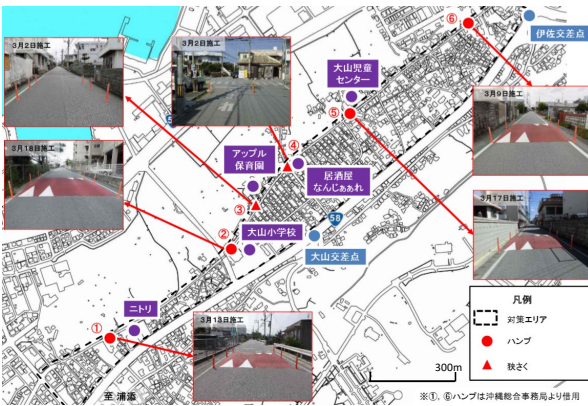 3月2日施工
3月2日施工
⑥
伊佐交差点
大山児童
センター
3月9日施工
⑤
3月18日施工
④
アップル
保育園
居酒屋
なんじぁぁれ
③
58
3月17日施工
②
大山小学校
大山交差点
凡例
対策エリア
ニトリ
①
3月13日施工
ハンプ
狭さく
300m
至 浦添
※①、⑥ハンプは沖縄総合事務局より借用